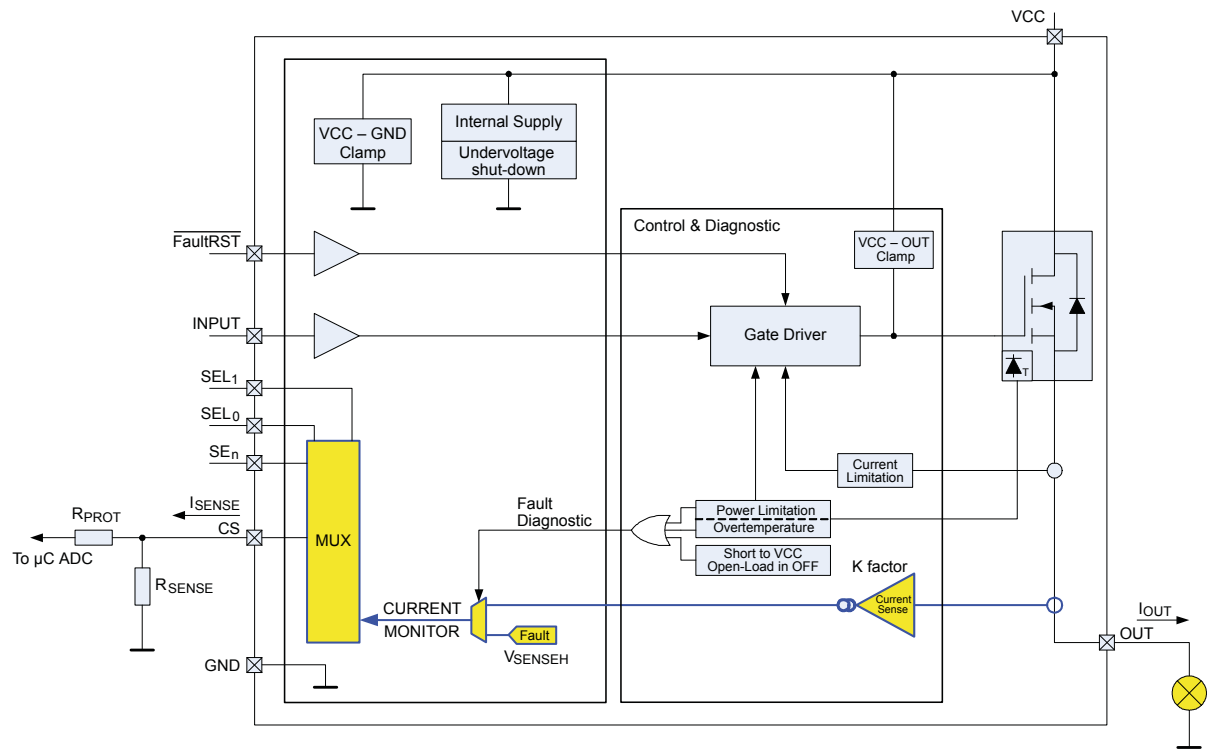 VCC
VCC – GND
Clamp
Internal Supply
Undervoltage
shut-down
Control & Diagnostic
FaultRST
VCC – OUT
Clamp
INPUT
Gate Driver
T
SEL1
SEL0
SEn
Current
Limitation
ISENSE
Fault
Diagnostic
Power Limitation
Overtemperature
RPROT
CS
MUX
To µC ADC
Short to VCC
Open-Load in OFF
K factor
RSENSE
Current
Sense
CURRENT
MONITOR
Fault
VSENSEH
IOUT
OUT
GND